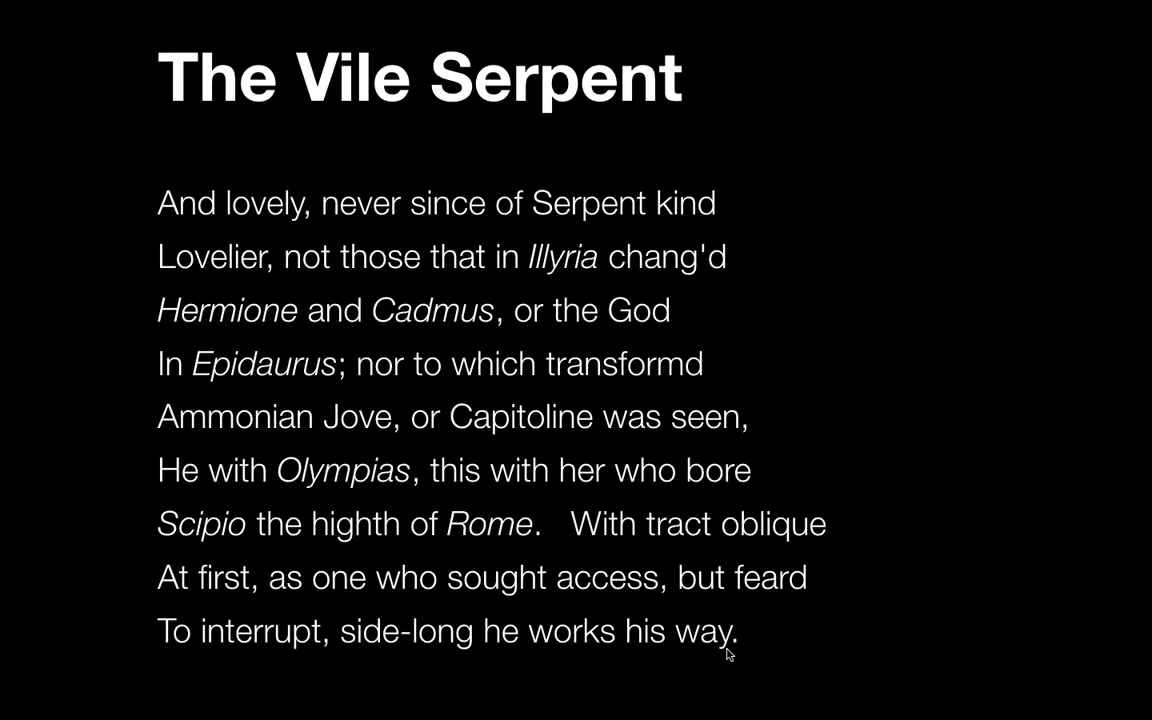 The Vile Serpent
And lovely, never since of Serpent kind
Lovelier, not those that in Illyria chang'd
Hermione and Cadmus, or the God
In Epidaurus; nor to which transformd
Ammonian Jove, or Capitoline was seen,
He with Olympias, this with her who bore
Scipio the highth of Rome. With tract oblique
At first, as one who sought access, but feard
To interrupt, side-long he works his way.